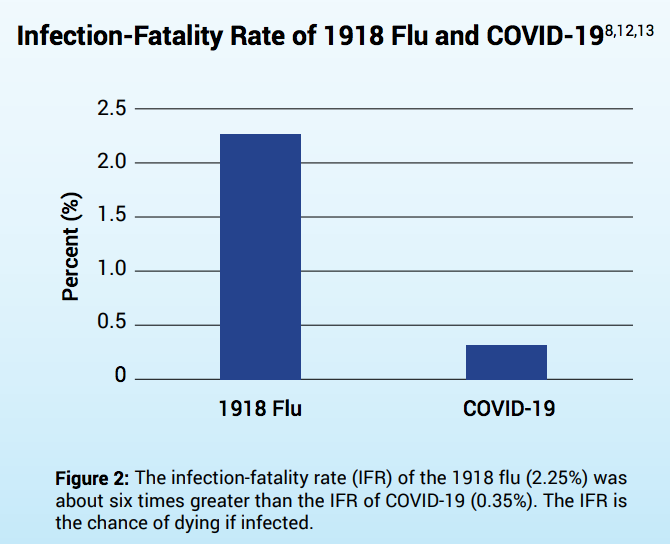 Infection-Fatality Rate of 1918 Flu and COVID-198,12,13
2.5
2.0
1.5
1.0
0.5
0
Percent (%)
1918 Flu COVID-19
Figure 2: The infection-fatality rate (IFR) of the 1918 flu (2.25%) was
about six times greater than the IFR of COVID-19 (0.35%). The IFR is
the chance of dying if infected.